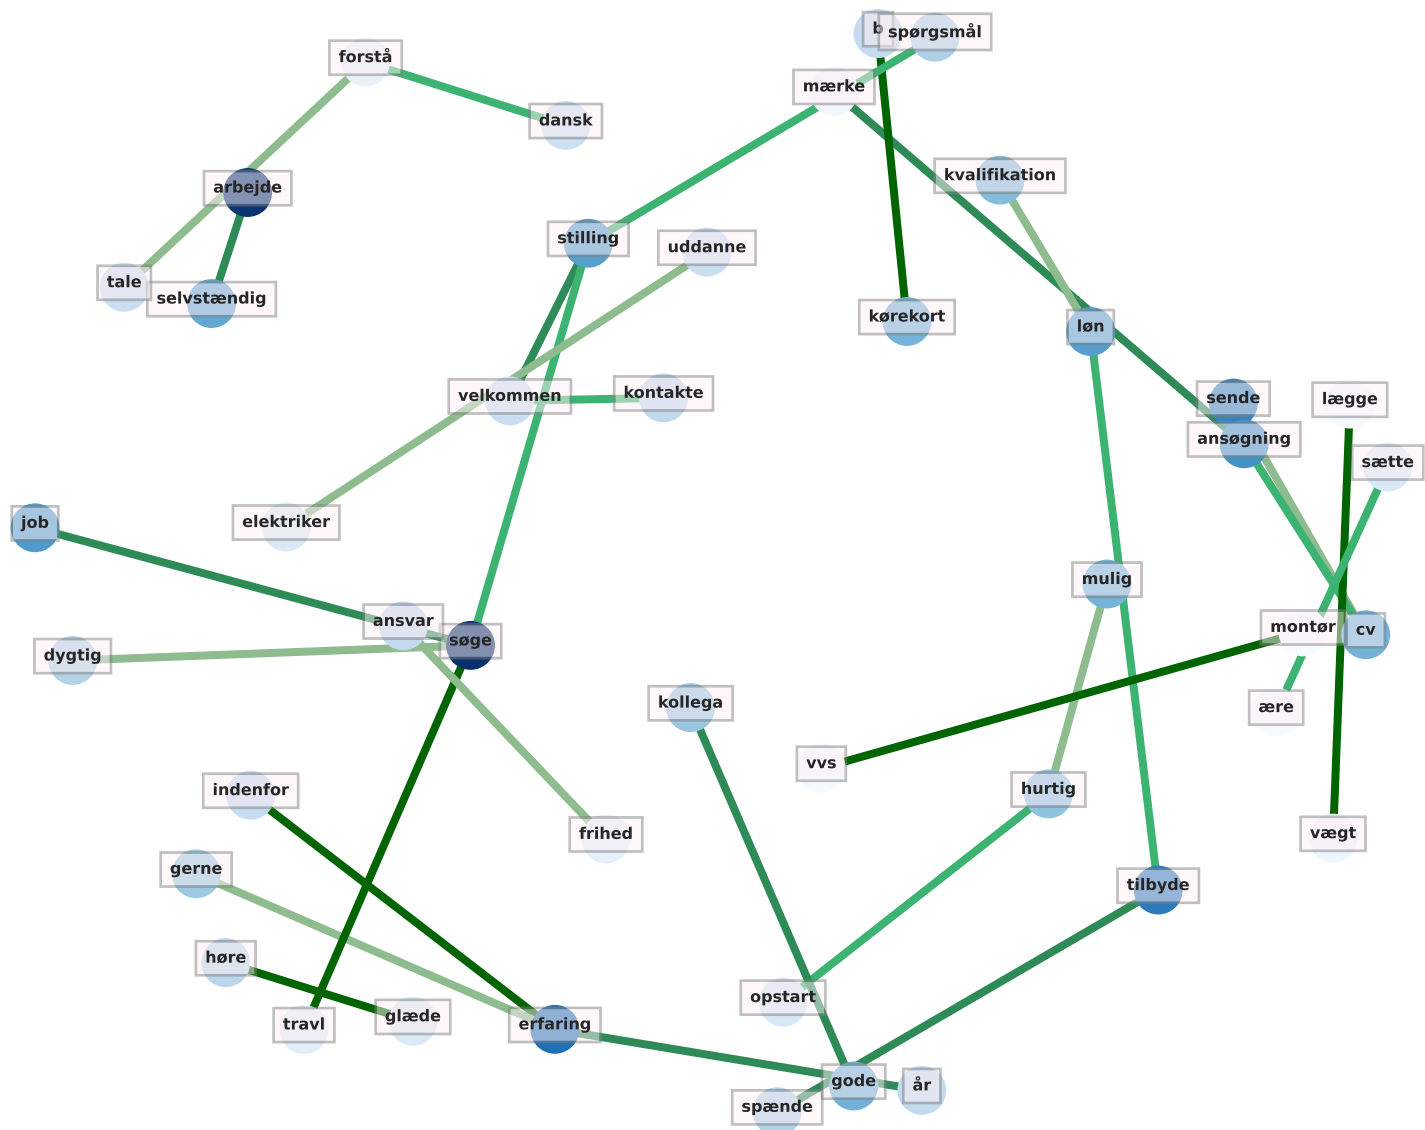 b
spørgsmål
forstå
mærke
dansk
kvalifikation
arbejde
stilling
uddanne
tale
selvstændig
kørekort
løn
velkommen
kontakte
sende
lægge
ansøgning
sætte
elektriker
job
mulig
ansvar
søge
montør
cv
dygtig
kollega
ære
vvs
indenfor
hurtig
frihed
vægt
gerne
tilbyde
høre
opstart
travl
glæde
erfaring
gode
år
spænde